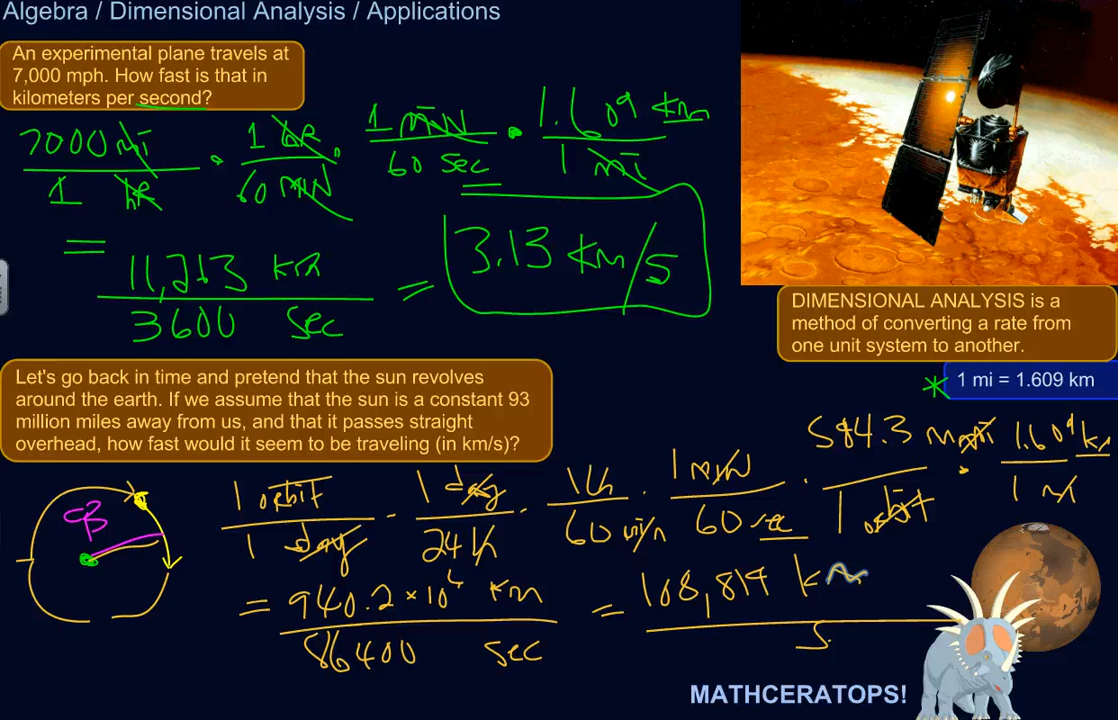 Algebra / Dimensional Analysis / Applications
An experimental plane travels at
7,000 mph. How fast is that in
kilometers per second?
7000 mi / 1 hr · 1 hr / 60 min · 1 min / 60 sec · 1.609 km / 1 mi
= 11,263 km / 3600 sec = 3.13 km/s
DIMENSIONAL ANALYSIS is a
method of converting a rate from
one unit system to another.
* 1 mi = 1.609 km
Let's go back in time and pretend that the sun revolves
around the earth. If we assume that the sun is a constant 93
million miles away from us, and that it passes straight
overhead, how fast would it seem to be traveling (in km/s)?
93
1 orbit / 1 day · 1 day / 24 h · 1 h / 60 min · 1 min / 60 sec · 584.3 / 1 orbit · 1.609 k / 1 mi
= 940.2 × 10⁶ km / 86400 sec = 108,819 km / s
MATHCERATOPS!